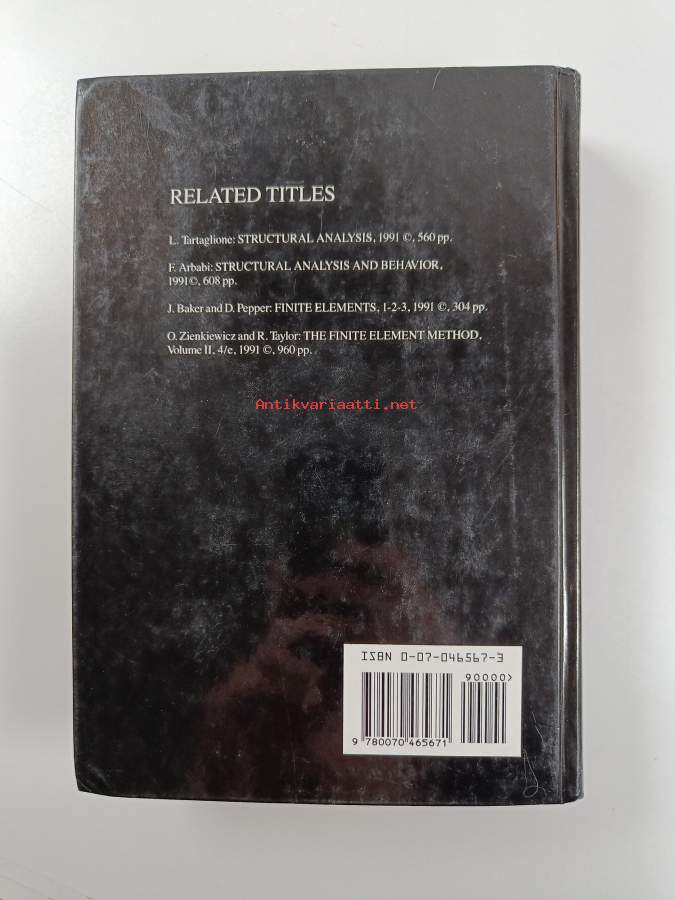 RELATED TITLES
L. Tartaglione: STRUCTURAL ANALYSIS, 1991 ©, 560 pp.
F. Arbabi: STRUCTURAL ANALYSIS AND BEHAVIOR,
1991©, 608 pp.
J. Baker and D. Pepper: FINITE ELEMENTS, 1-2-3, 1991 ©, 304 pp.
O. Zienkiewicz and R. Taylor: THE FINITE ELEMENT METHOD,
Volume II, 4/e, 1991 ©, 960 pp.
Antikvariaatti.net
ISBN 0-07-046567-3
90000>
9 780070 465671